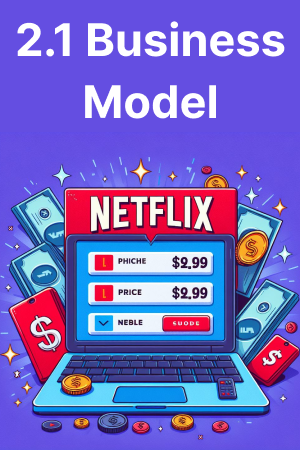 2.1 Business
Model
NETFLIX
PHICHE $2.99
PRICE $2.99
NEBLE SUODE
$
$